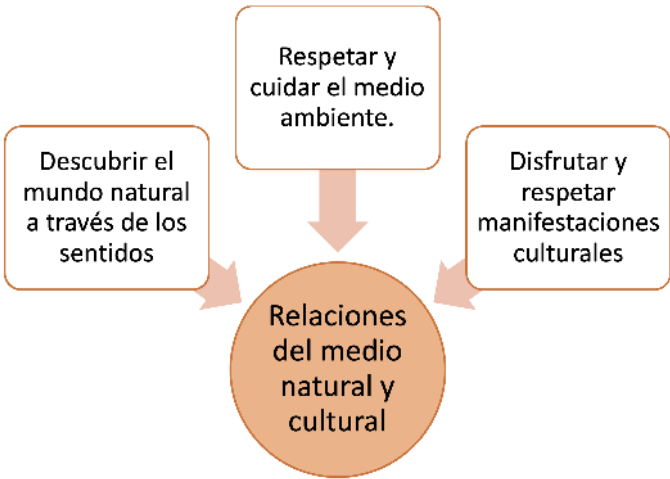 Descubrir el
mundo natural
a través de los
sentidos
Respetar y
cuidar el medio
ambiente.
Disfrutar y
respetar
manifestaciones
culturales
Relaciones
del medio
natural y
cultural